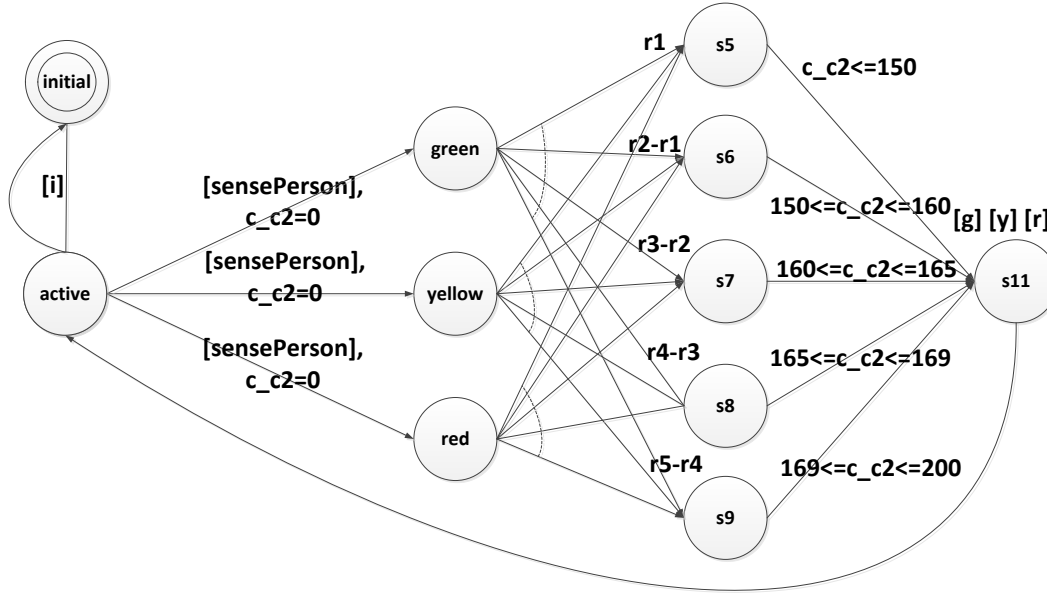 initial
[i]
active
[sensePerson],
c_c2=0
[sensePerson],
c_c2=0
[sensePerson],
c_c2=0
green
yellow
red
r1
r2-r1
r3-r2
r4-r3
r5-r4
s5
s6
s7
s8
s9
c_c2<=150
150<=c_c2<=160
160<=c_c2<=165
165<=c_c2<=169
169<=c_c2<=200
[g] [y] [r]
s11